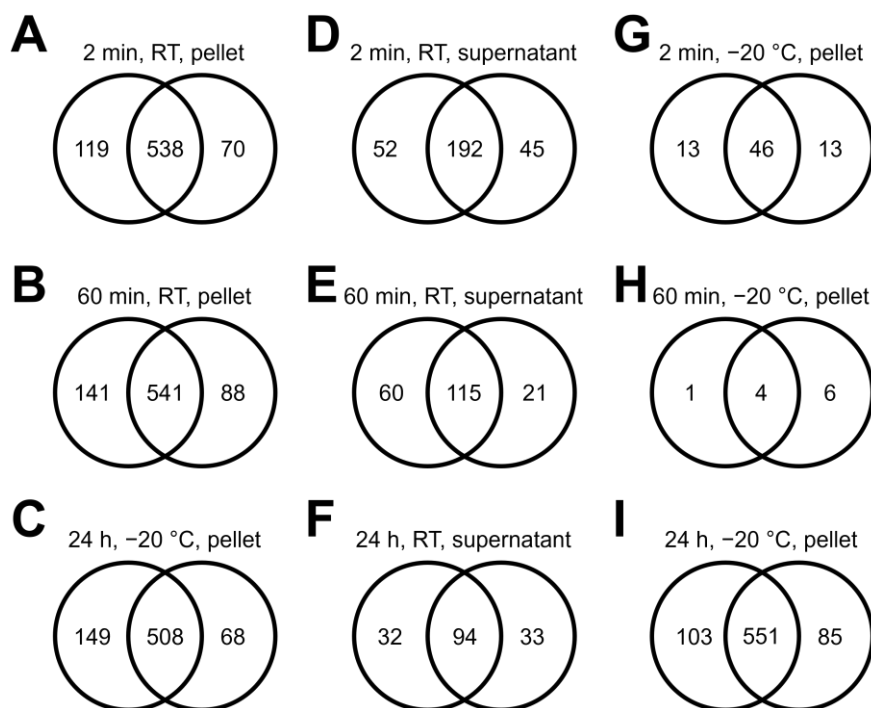 A D G
2 min, RT, pellet 2 min, RT, supernatant 2 min, −20 °C, pellet
119 538 70 52 192 45 13 46 13
B E H
60 min, RT, pellet 60 min, RT, supernatant 60 min, −20 °C, pellet
141 541 88 60 115 21 1 4 6
C F I
24 h, −20 °C, pellet 24 h, RT, supernatant 24 h, −20 °C, pellet
149 508 68 32 94 33 103 551 85